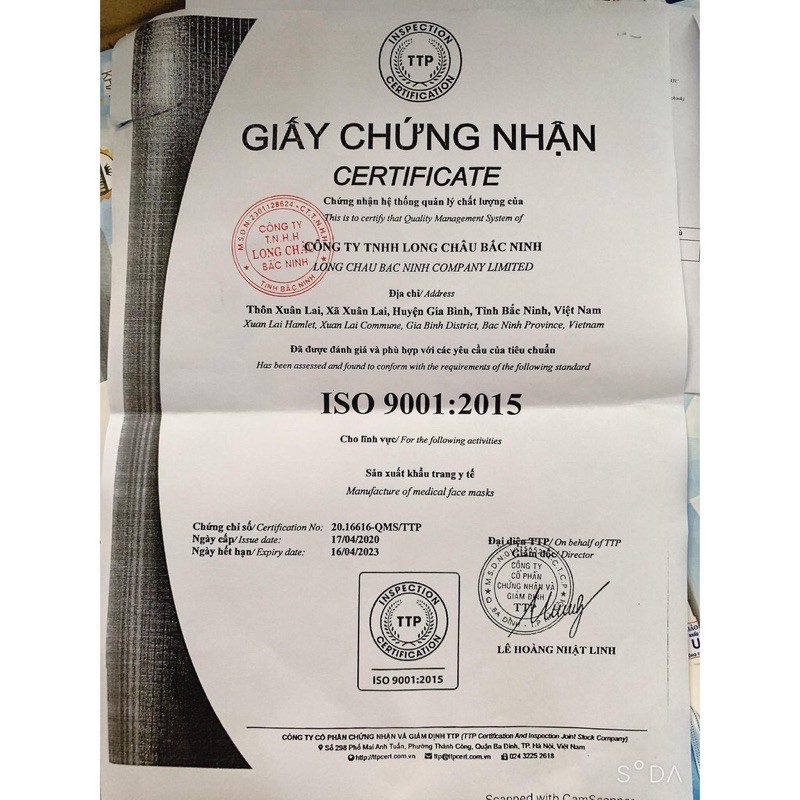 INSPECTION
TTP
CERTIFICATION
GIẤY CHỨNG NHẬN
CERTIFICATE
Chứng nhận hệ thống quản lý chất lượng của
This is to certify that Quality Management System of
M.S.D.N:2301128624-C.T.T.N.H.H
CÔNG TY
T.N.H.H
LONG CHÂU
BẮC NINH
TỈNH BẮC NINH
CÔNG TY TNHH LONG CHÂU BẮC NINH
LONG CHAU BAC NINH COMPANY LIMITED
Địa chỉ/ Address
Thôn Xuân Lai, Xã Xuân Lai, Huyện Gia Bình, Tỉnh Bắc Ninh, Việt Nam
Xuan Lai Hamlet, Xuan Lai Commune, Gia Binh District, Bac Ninh Province, Vietnam
Đã được đánh giá và phù hợp với các yêu cầu của tiêu chuẩn
Has been assessed and found to conform with the requirements of the following standard
ISO 9001:2015
Cho lĩnh vực/ For the following activities
Sản xuất khẩu trang y tế
Manufacture of medical face masks
Chứng chỉ số/ Certification No: 20.16616-QMS/TTP
Ngày cấp/ Issue date: 17/04/2020
Ngày hết hạn/ Expiry date: 16/04/2023
Đại diện TTP/ On behalf of TTP
Giám đốc/ Director
CÔNG TY
CỔ PHẦN
CHỨNG NHẬN VÀ
GIÁM ĐỊNH
TTP
LÊ HOÀNG NHẬT LINH
INSPECTION
TTP
CERTIFICATION
ISO 9001:2015
CÔNG TY CỔ PHẦN CHỨNG NHẬN VÀ GIÁM ĐỊNH TTP (TTP Certification And Inspection Joint Stock Company)
Số 298 Phố Mai Anh Tuấn, Phường Thành Công, Quận Ba Đình, TP. Hà Nội, Việt Nam
http://ttpcert.com.vn ttp@ttpcert.com.vn 024 3225 2618
SODA
Scanned with CamScanner